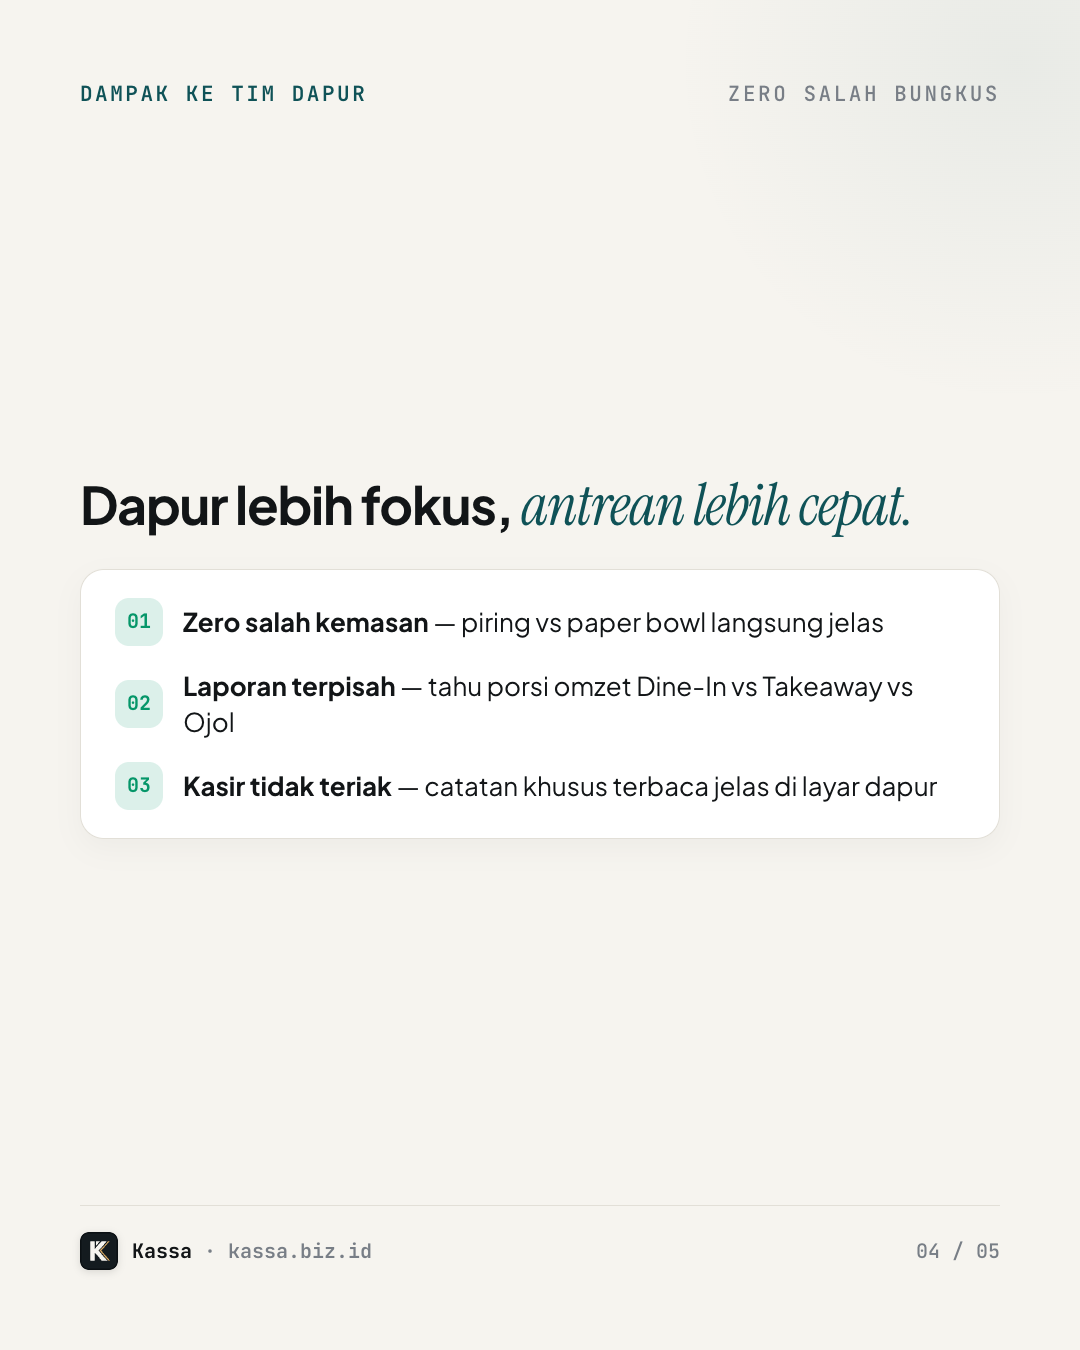 DAMPAK KE TIM DAPUR
ZERO SALAH BUNGKUS
Dapur lebih fokus, antrean lebih cepat.
01 Zero salah kemasan — piring vs paper bowl langsung jelas
02 Laporan terpisah — tahu porsi omzet Dine-In vs Takeaway vs
Ojol
03 Kasir tidak teriak — catatan khusus terbaca jelas di layar dapur
K Kassa · kassa.biz.id
04 / 05